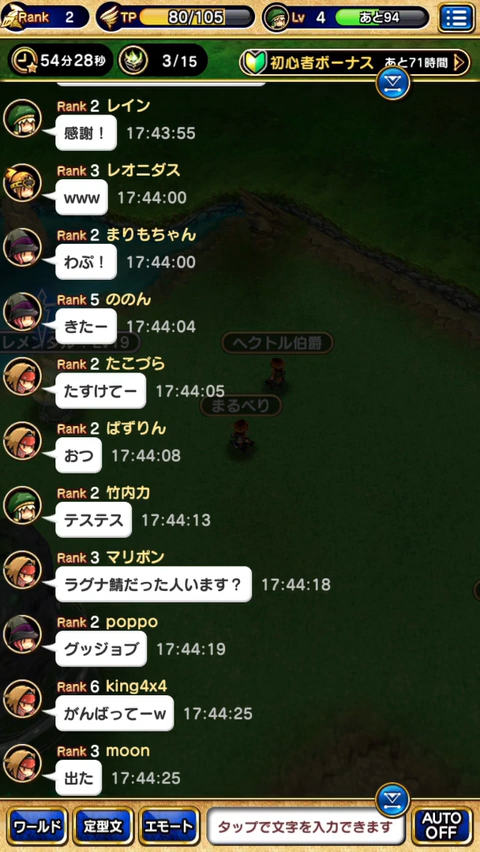 Rank 2 TP 80/105 Lv 4 あと94
54分28秒 3/15 初心者ボーナス あと71時間
Rank 2 レイン
感謝！ 17:43:55
Rank 3 レオニダス
www 17:44:00
Rank 2 まりもちゃん
わぷ！ 17:44:00
Rank 5 ののん
きたー 17:44:04
ヘクトル伯爵
Rank 2 たこづら
たすけてー 17:44:05
まるべり
Rank 2 ぱずりん
おつ 17:44:08
Rank 2 竹内力
テステス 17:44:13
Rank 3 マリポン
ラグナ鯖だった人います？ 17:44:18
Rank 2 poppo
グッジョブ 17:44:19
Rank 6 king4x4
がんばってーw 17:44:25
Rank 3 moon
出た 17:44:25
ワールド 定型文 エモート タップで文字を入力できます AUTO
OFF